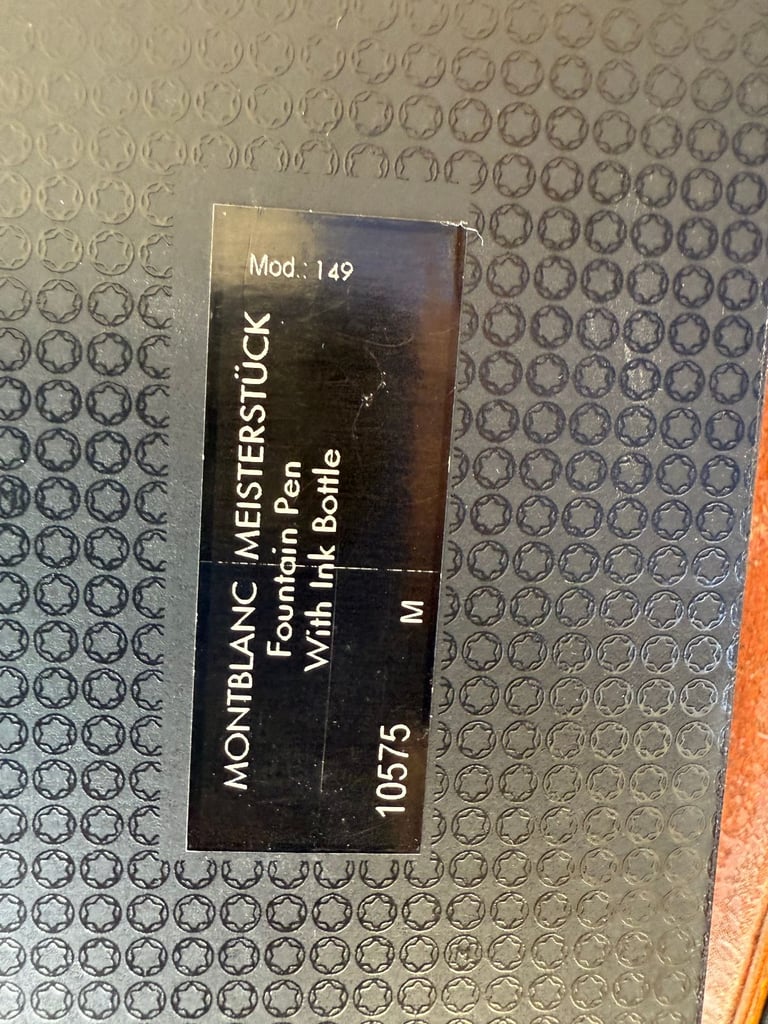 Mod.: 149
MONTBLANC MEISTERSTÜCK
Fountain Pen
With Ink Bottle
10575 M